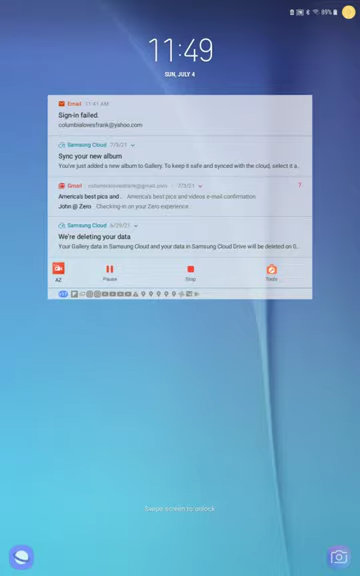 89%
11:49
SUN, JULY 4
Email 11:41 AM
Sign-in failed.
columbialovesfrank@yahoo.com
Samsung Cloud 7/3/21
Sync your new album
You've just added a new album to Gallery. To keep it safe and synced with the cloud, select it a..
Gmail 7/3/21
America's best pics and .. America's best pics and videos e-mail confirmation
John @ Zero Checking in on your Zero experience
Samsung Cloud 6/29/21
We're deleting your data
Your Gallery data in Samsung Cloud and your data in Samsung Cloud Drive will be deleted on S..
AZ Pause Stop Tools
Swipe screen to unlock